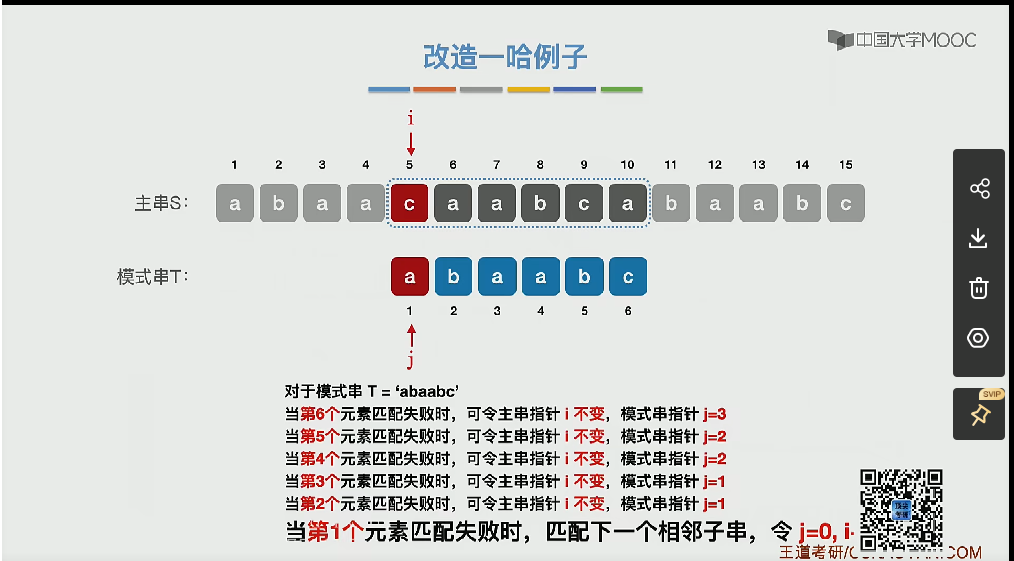 中国大学MOOC
改造一哈例子
i
1 2 3 4 5 6 7 8 9 10 11 12 13 14 15
主串S： a b a a c a a b c a b a a b c
模式串T： a b a a b c
1 2 3 4 5 6
j
对于模式串 T = ‘abaabc’
当第6个元素匹配失败时，可令主串指针 i 不变，模式串指针 j=3
当第5个元素匹配失败时，可令主串指针 i 不变，模式串指针 j=2
当第4个元素匹配失败时，可令主串指针 i 不变，模式串指针 j=2
当第3个元素匹配失败时，可令主串指针 i 不变，模式串指针 j=1
当第2个元素匹配失败时，可令主串指针 i 不变，模式串指针 j=1
当第1个元素匹配失败时，匹配下一个相邻子串，令 j=0, i
王道考研/
.COM
SVIP